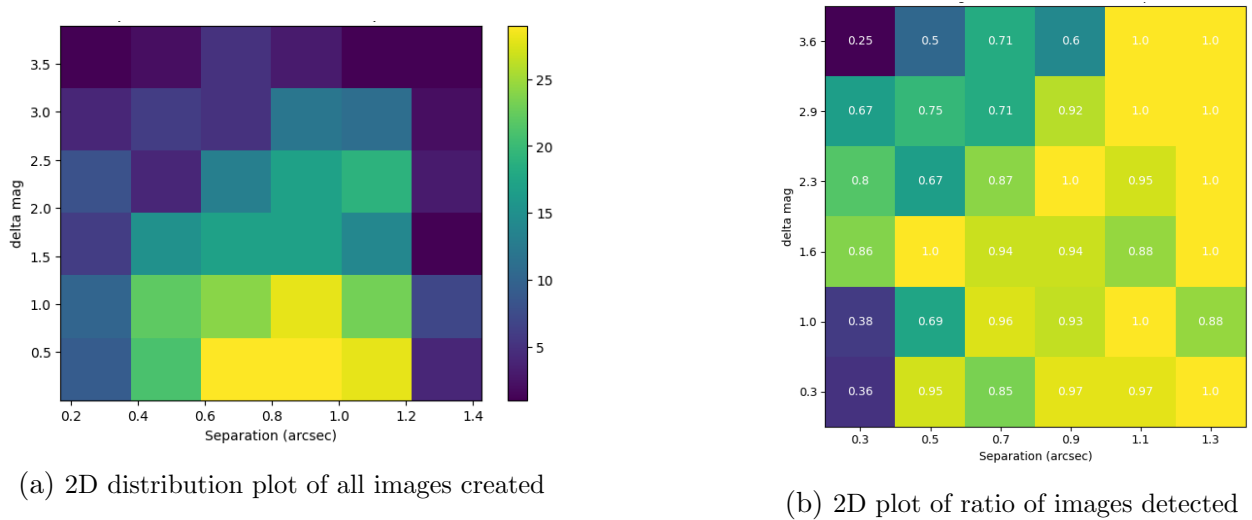 3.5
3.0
2.5
2.0
1.5
1.0
0.5
delta mag
0.2 0.4 0.6 0.8 1.0 1.2 1.4
Separation (arcsec)
25
20
15
10
5
(a) 2D distribution plot of all images created
3.6 0.25 0.5 0.71 0.6 1.0 1.0
2.9 0.67 0.75 0.71 0.92 1.0 1.0
2.3 0.8 0.67 0.87 1.0 0.95 1.0
1.6 0.86 1.0 0.94 0.94 0.88 1.0
1.0 0.38 0.69 0.96 0.93 1.0 0.88
0.3 0.36 0.95 0.85 0.97 0.97 1.0
delta mag
0.3 0.5 0.7 0.9 1.1 1.3
Separation (arcsec)
(b) 2D plot of ratio of images detected